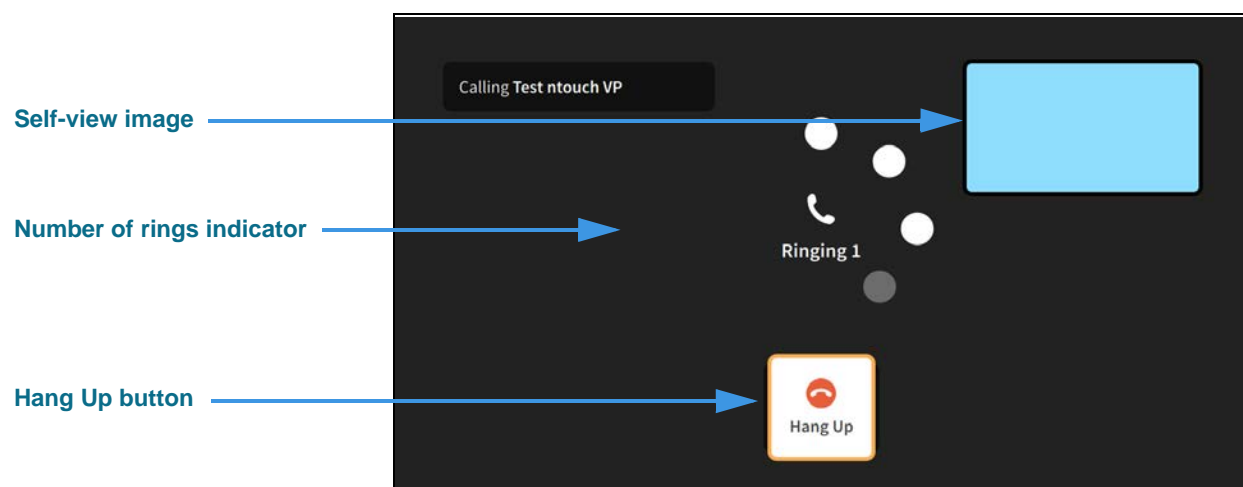 Calling Test ntouch VP
Self-view image
Number of rings indicator
Ringing 1
Hang Up button
Hang Up